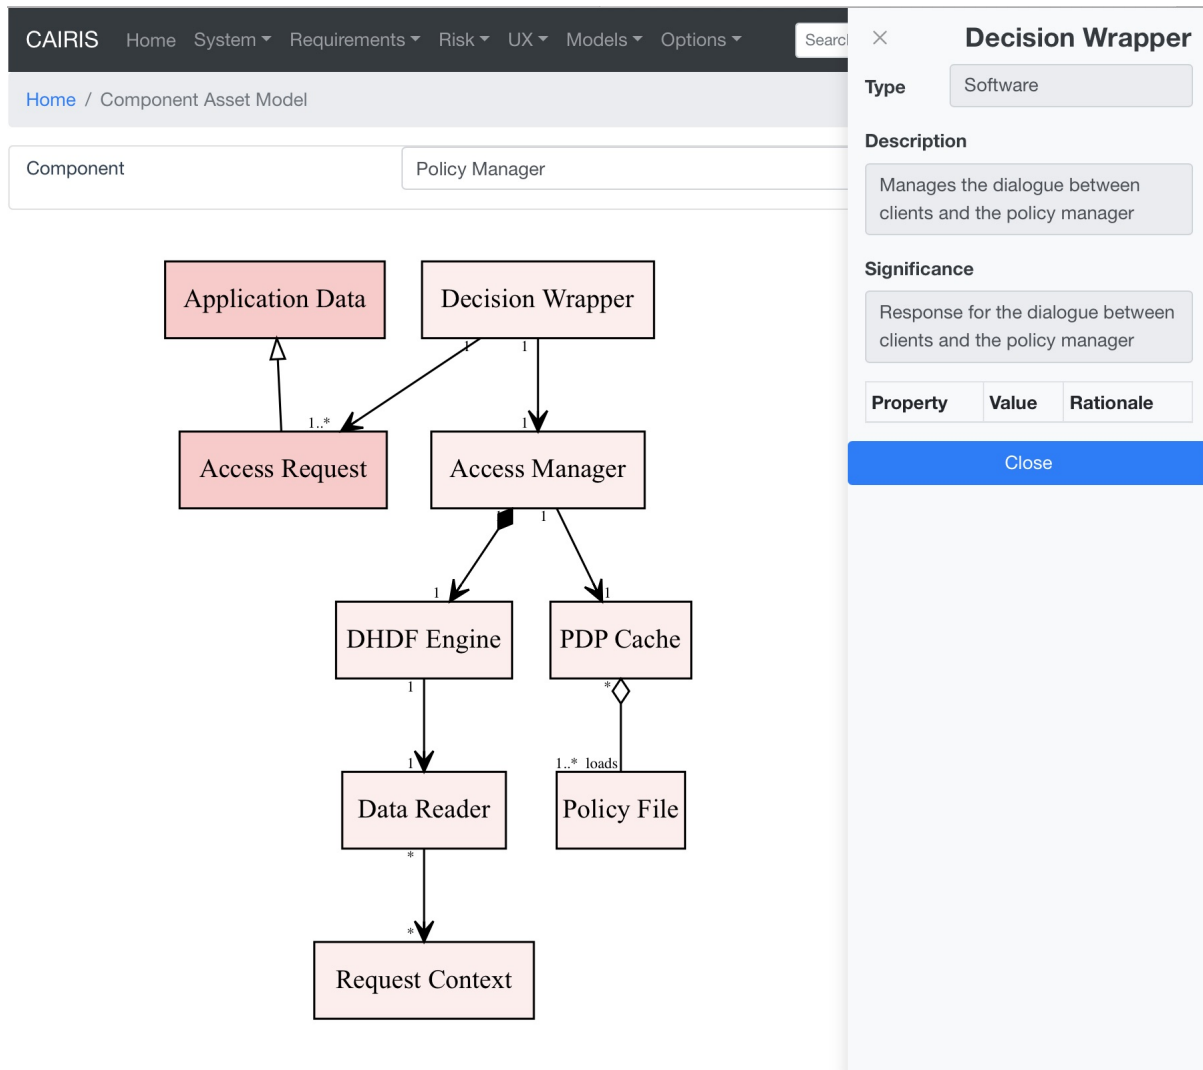 CAIRIS Home System Requirements Risk UX Models Options Searc
Home / Component Asset Model
Component Policy Manager
Application Data Decision Wrapper
1 1
1..* 1
Access Request Access Manager
1
1 1
DHDF Engine PDP Cache
1 *
1 1..* loads
Data Reader Policy File
*
*
Request Context
× Decision Wrapper
Type Software
Description
Manages the dialogue between
clients and the policy manager
Significance
Response for the dialogue between
clients and the policy manager
Property Value Rationale
Close